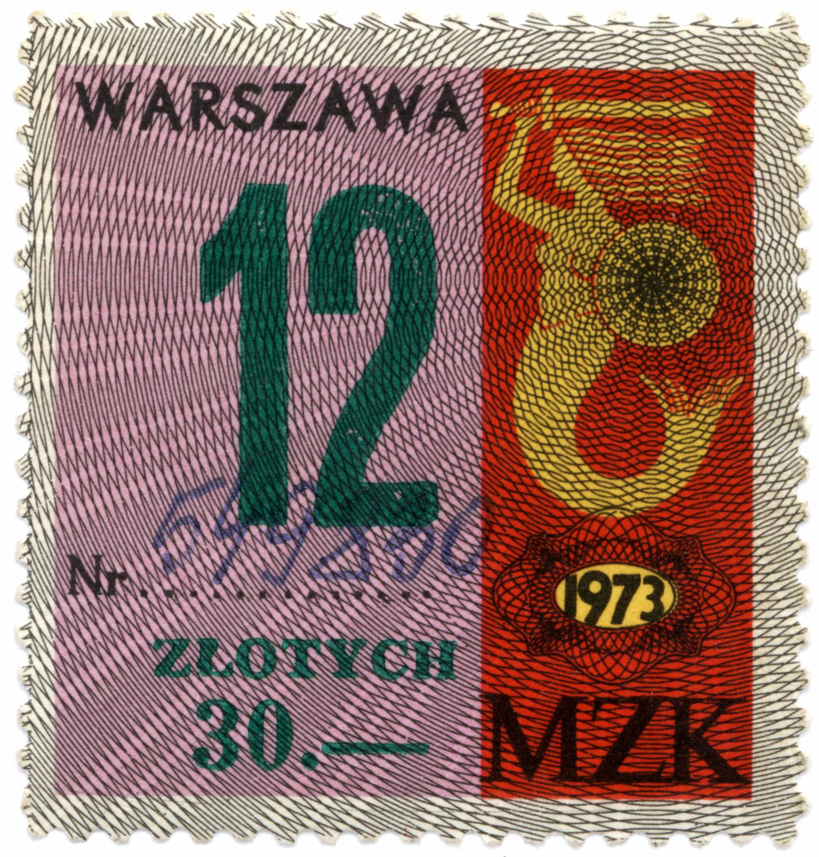 WARSZAWA
12
Nr
ZŁOTYCH
30.—
1973
MZK